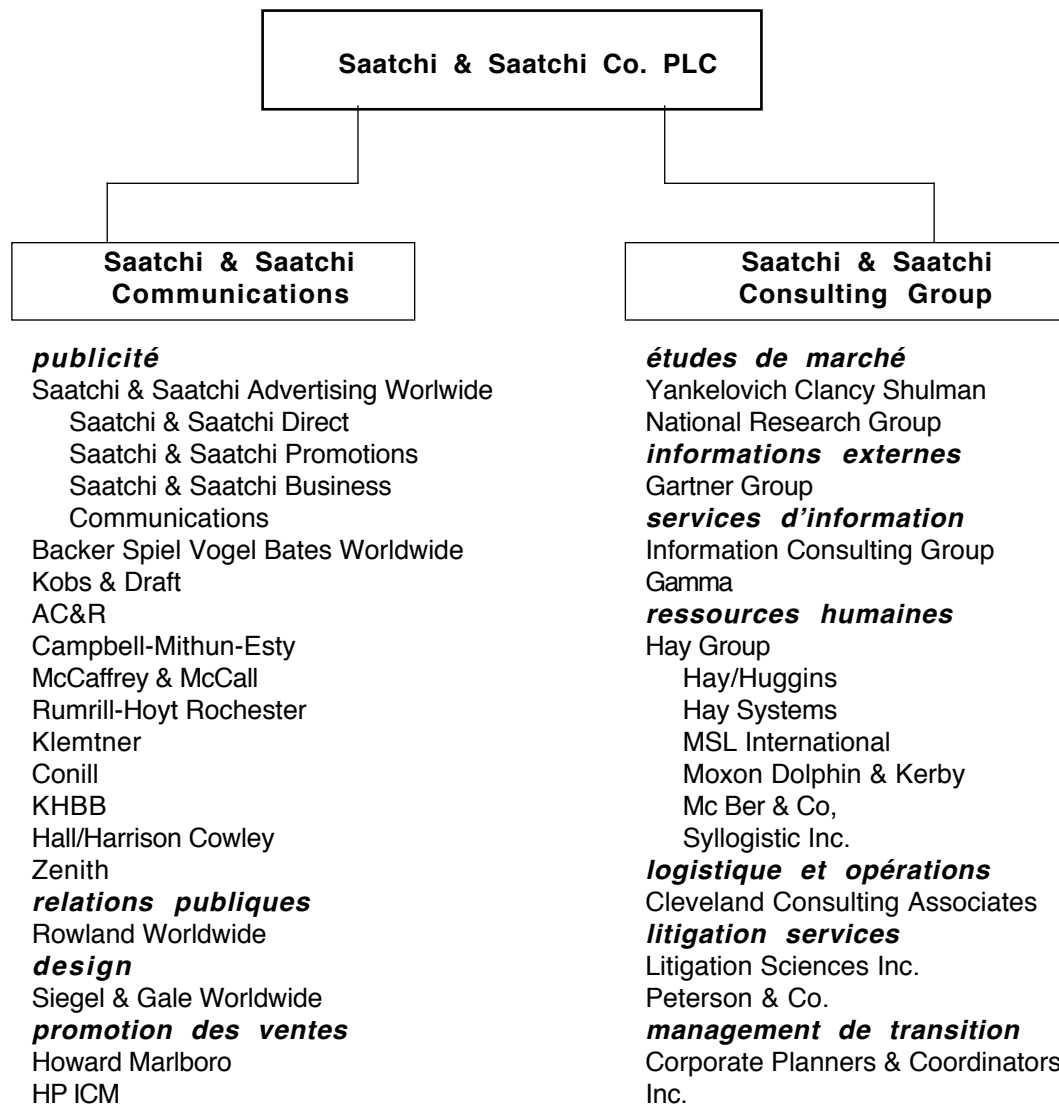 Saatchi & Saatchi Co. PLC
Saatchi & Saatchi
Communications
publicité
Saatchi & Saatchi Advertising Worlwide
Saatchi & Saatchi Direct
Saatchi & Saatchi Promotions
Saatchi & Saatchi Business
Communications
Backer Spiel Vogel Bates Worldwide
Kobs & Draft
AC&R
Campbell-Mithun-Esty
McCaffrey & McCall
Rumrill-Hoyt Rochester
Klemtner
Conill
KHBB
Hall/Harrison Cowley
Zenith
relations publiques
Rowland Worldwide
design
Siegel & Gale Worldwide
promotion des ventes
Howard Marlboro
HP ICM
Saatchi & Saatchi
Consulting Group
études de marché
Yankelovich Clancy Shulman
National Research Group
informations externes
Gartner Group
services d'information
Information Consulting Group
Gamma
ressources humaines
Hay Group
Hay/Huggins
Hay Systems
MSL International
Moxon Dolphin & Kerby
Mc Ber & Co,
Syllogistic Inc.
logistique et opérations
Cleveland Consulting Associates
litigation services
Litigation Sciences Inc.
Peterson & Co.
management de transition
Corporate Planners & Coordinators
Inc.